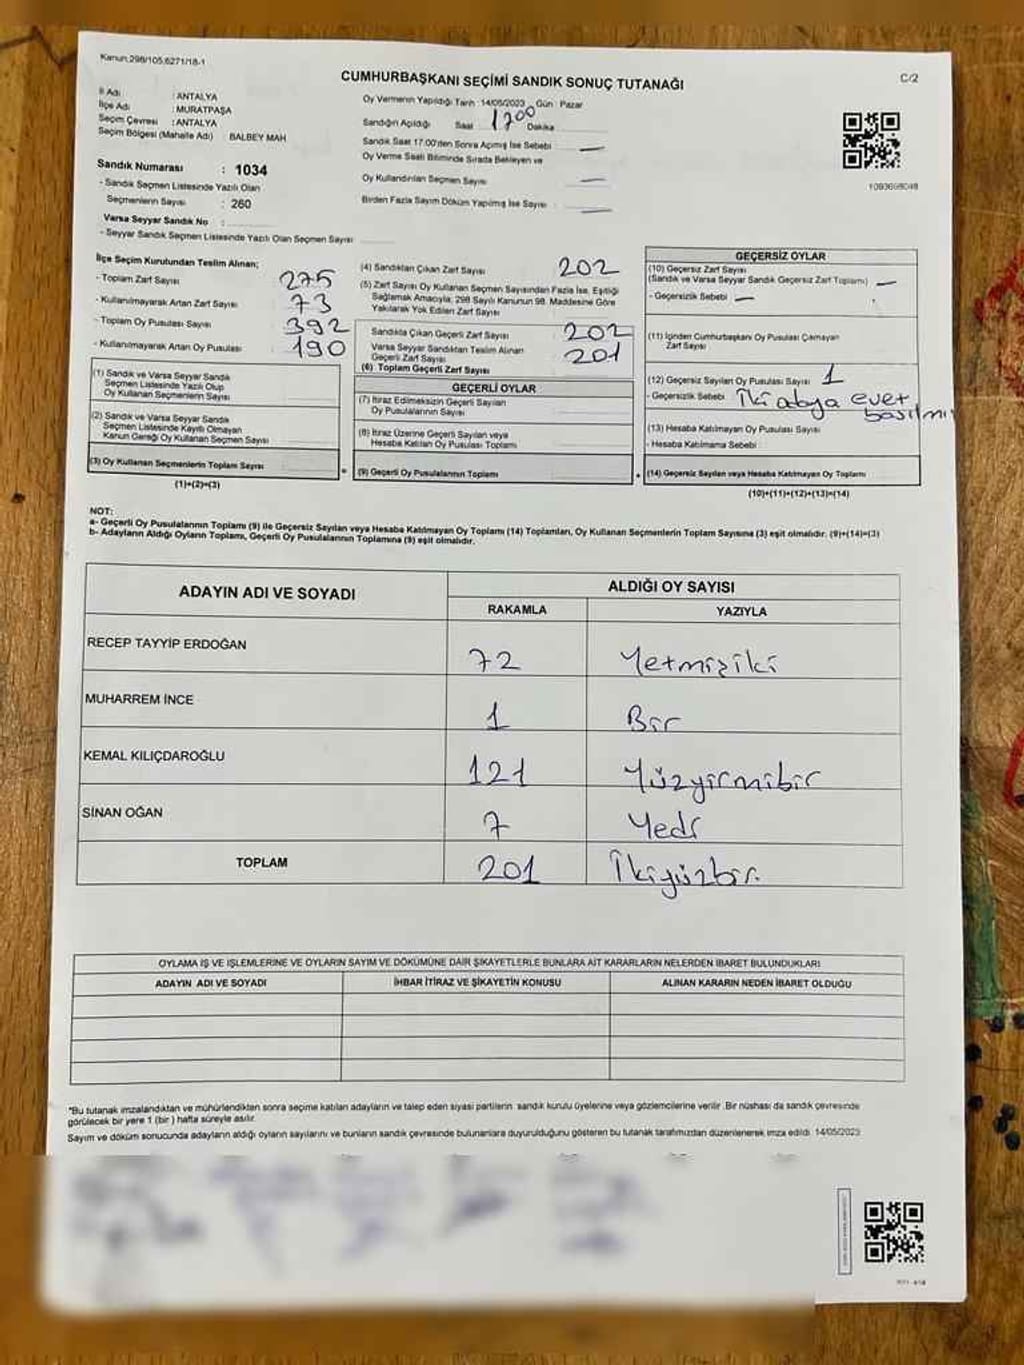 Kanun:298/105,6271/18-1
CUMHURBAŞKANI SEÇİMİ SANDIK SONUÇ TUTANAĞI
C/2
İl Adı : ANTALYA
İlçe Adı : MURATPAŞA
Seçim Çevresi : ANTALYA
Seçim Bölgesi (Mahalle Adı) BALBEY MAH
Sandık Numarası : 1034
- Sandık Seçmen Listesinde Yazılı Olan
Seçmenlerin Sayısı : 260
Varsa Seyyar Sandık No :
- Seyyar Sandık Seçmen Listesinde Yazılı Olan Seçmen Sayısı
Oy Vermenin Yapıldığı Tarih : 14/05/2023 Gün : Pazar
Sandığın Açıldığı Saat 1700 Dakika
Sandık Saat 17.00'den Sonra Açımış İse Sebebi —
Oy Verme Saati Bitiminde Sırada Bekleyen ve
Oy Kullandırılan Seçmen Sayısı —
Birden Fazla Sayım Döküm Yapılmış İse Sayısı —
1093698048
İlçe Seçim Kurulundan Teslim Alınan;
- Toplam Zarf Sayısı 275
- Kullanılmayarak Artan Zarf Sayısı 73
- Toplam Oy Pusulası Sayısı 392
- Kullanılmayarak Artan Oy Pusulası 190
(1) Sandık ve Varsa Seyyar Sandık
Seçmen Listesinde Yazılı Olup
Oy Kullanan Seçmenlerin Sayısı
(2) Sandık ve Varsa Seyyar Sandık
Seçmen Listesinde Kayıtlı Olmayan
Kanun Gereği Oy Kullanan Seçmen Sayısı
(3) Oy Kullanan Seçmenlerin Toplam Sayısı
(1)+(2)=(3)
(4) Sandıktan Çıkan Zarf Sayısı 202
(5) Zarf Sayısı Oy Kullanan Seçmen Sayısından Fazla İse, Eşitliği
Sağlamak Amacıyla; 298 Sayılı Kanunun 98. Maddesine Göre
Yakılarak Yok Edilen Zarf Sayısı
Sandıkta Çıkan Geçerli Zarf Sayısı 202
Varsa Seyyar Sandıktan Teslim Alınan
Geçerli Zarf Sayısı 201
(6) Toplam Geçerli Zarf Sayısı
GEÇERLİ OYLAR
(7) İtiraz Edilmeksizin Geçerli Sayılan
Oy Pusulalarının Sayısı
(8) İtiraz Üzerine Geçerli Sayılan veya
Hesaba Katılan Oy Pusulası Toplamı
(9) Geçerli Oy Pusulalarının Toplamı
GEÇERSİZ OYLAR
(10) Geçersiz Zarf Sayısı
(Sandık ve Varsa Seyyar Sandık Geçersiz Zarf Toplamı) —
- Geçersizlik Sebebi —
(11) İçinden Cumhurbaşkanı Oy Pusulası Çıkmayan
Zarf Sayısı
(12) Geçersiz Sayılan Oy Pusulası Sayısı 1
- Geçersizlik Sebebi İki adaya evet
basılmış
(13) Hesaba Katılmayan Oy Pusulası Sayısı
- Hesaba Katılmama Sebebi
(14) Geçersiz Sayılan veya Hesaba Katılmayan Oy Toplamı
(10)+(11)+(12)+(13)=(14)
NOT:
a- Geçerli Oy Pusulalarının Toplamı (9) ile Geçersiz Sayılan veya Hesaba Katılmayan Oy Toplamı (14) Toplamları, Oy Kullanan Seçmenlerin Toplam Sayısına (3) eşit olmalıdır. (9)+(14)=(3)
b- Adayların Aldığı Oyların Toplamı, Geçerli Oy Pusulalarının Toplamına (9) eşit olmalıdır.
ADAYIN ADI VE SOYADI
ALDIĞI OY SAYISI
RAKAMLA YAZIYLA
RECEP TAYYİP ERDOĞAN 72 Yetmişiki
MUHARREM İNCE 1 Bir
KEMAL KILIÇDAROĞLU 121 Yüzyirmibir
SİNAN OĞAN 7 Yedi
TOPLAM 201 İkiyüzbir
OYLAMA İŞ VE İŞLEMLERİNE VE OYLARIN SAYIM VE DÖKÜMÜNE DAİR ŞİKAYETLERLE BUNLARA AİT KARARLARIN NELERDEN İBARET BULUNDUKLARI
ADAYIN ADI VE SOYADI İHBAR İTİRAZ VE ŞİKAYETİN KONUSU ALINAN KARARIN NEDEN İBARET OLDUĞU
*Bu tutanak imzalandıktan ve mühürlendikten sonra seçime katılan adayların ve talep eden siyasi partilerin sandık kurulu üyelerine veya gözlemcilerine verilir. Bir nüshası da sandık çevresinde
görülecek bir yere 1 (bir) hafta süreyle asılır.
Sayım ve döküm sonucunda adayların aldığı oyların sayılarını ve bunların sandık çevresinde bulunanlara duyurulduğunu gösteren bu tutanak tarafımızdan düzenlenerek imza edildi. 14/05/2023